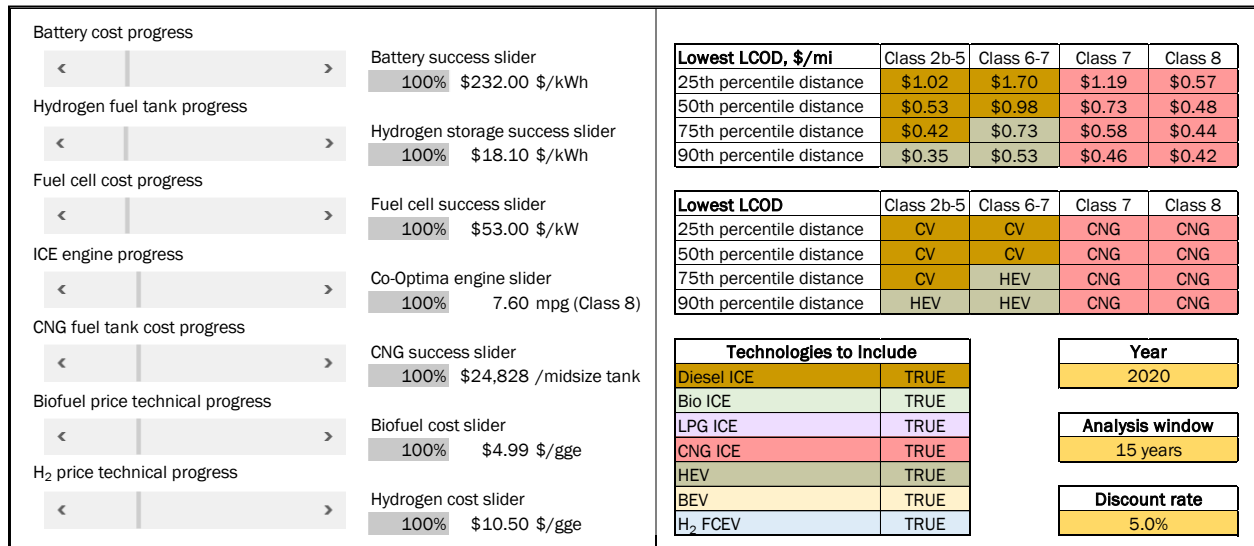 Battery cost progress
Battery success slider
100% $232.00 $/kWh
Hydrogen fuel tank progress
Hydrogen storage success slider
100% $18.10 $/kWh
Fuel cell cost progress
Fuel cell success slider
100% $53.00 $/kW
ICE engine progress
Co-Optima engine slider
100% 7.60 mpg (Class 8)
CNG fuel tank cost progress
CNG success slider
100% $24,828 /midsize tank
Biofuel price technical progress
Biofuel cost slider
100% $4.99 $/gge
H₂ price technical progress
Hydrogen cost slider
100% $10.50 $/gge
Lowest LCOD, $/mi Class 2b-5 Class 6-7 Class 7 Class 8
25th percentile distance $1.02 $1.70 $1.19 $0.57
50th percentile distance $0.53 $0.98 $0.73 $0.48
75th percentile distance $0.42 $0.73 $0.58 $0.44
90th percentile distance $0.35 $0.53 $0.46 $0.42
Lowest LCOD Class 2b-5 Class 6-7 Class 7 Class 8
25th percentile distance CV CV CNG CNG
50th percentile distance CV CV CNG CNG
75th percentile distance CV HEV CNG CNG
90th percentile distance HEV HEV CNG CNG
Technologies to Include
Diesel ICE TRUE
Bio ICE TRUE
LPG ICE TRUE
CNG ICE TRUE
HEV TRUE
BEV TRUE
H₂ FCEV TRUE
Year
2020
Analysis window
15 years
Discount rate
5.0%